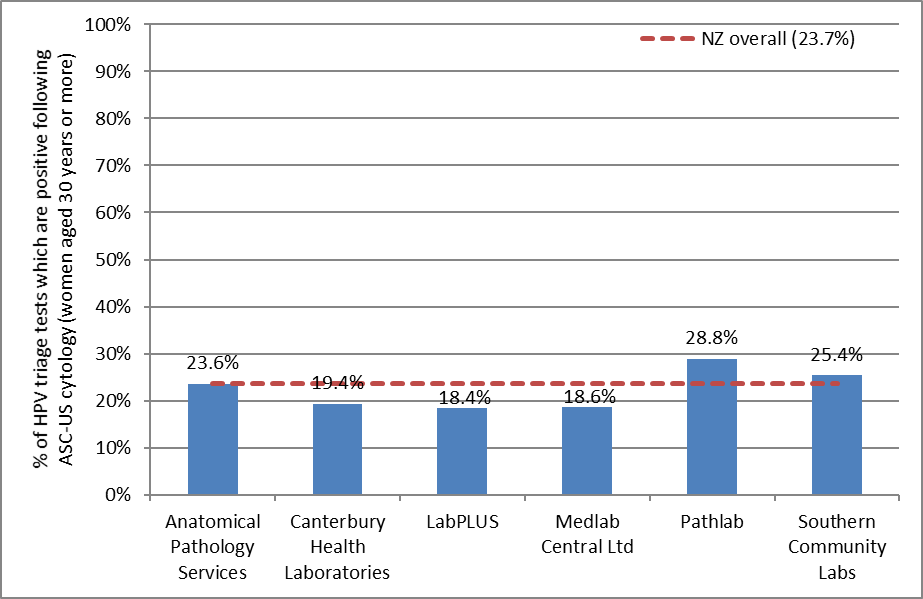 % of HPV triage tests which are positive following
ASC-US cytology (women aged 30 years or more)
100%
90%
80%
70%
60%
50%
40%
30%
20%
10%
0%
NZ overall (23.7%)
23.6%
19.4%
18.4%
18.6%
28.8%
25.4%
Anatomical
Pathology
Services
Canterbury
Health
Laboratories
LabPLUS
Medlab
Central Ltd
Pathlab
Southern
Community
Labs